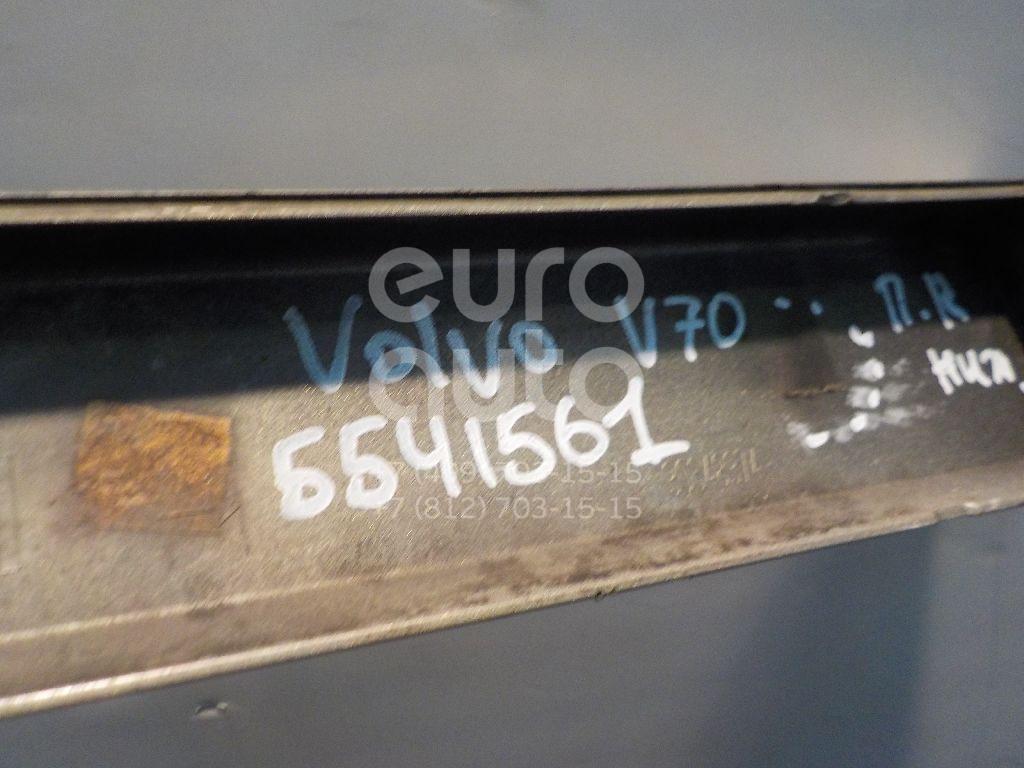 euro
auto
Volvo V70 П.К
5541561 ниж
+7 (812) 703-15-15